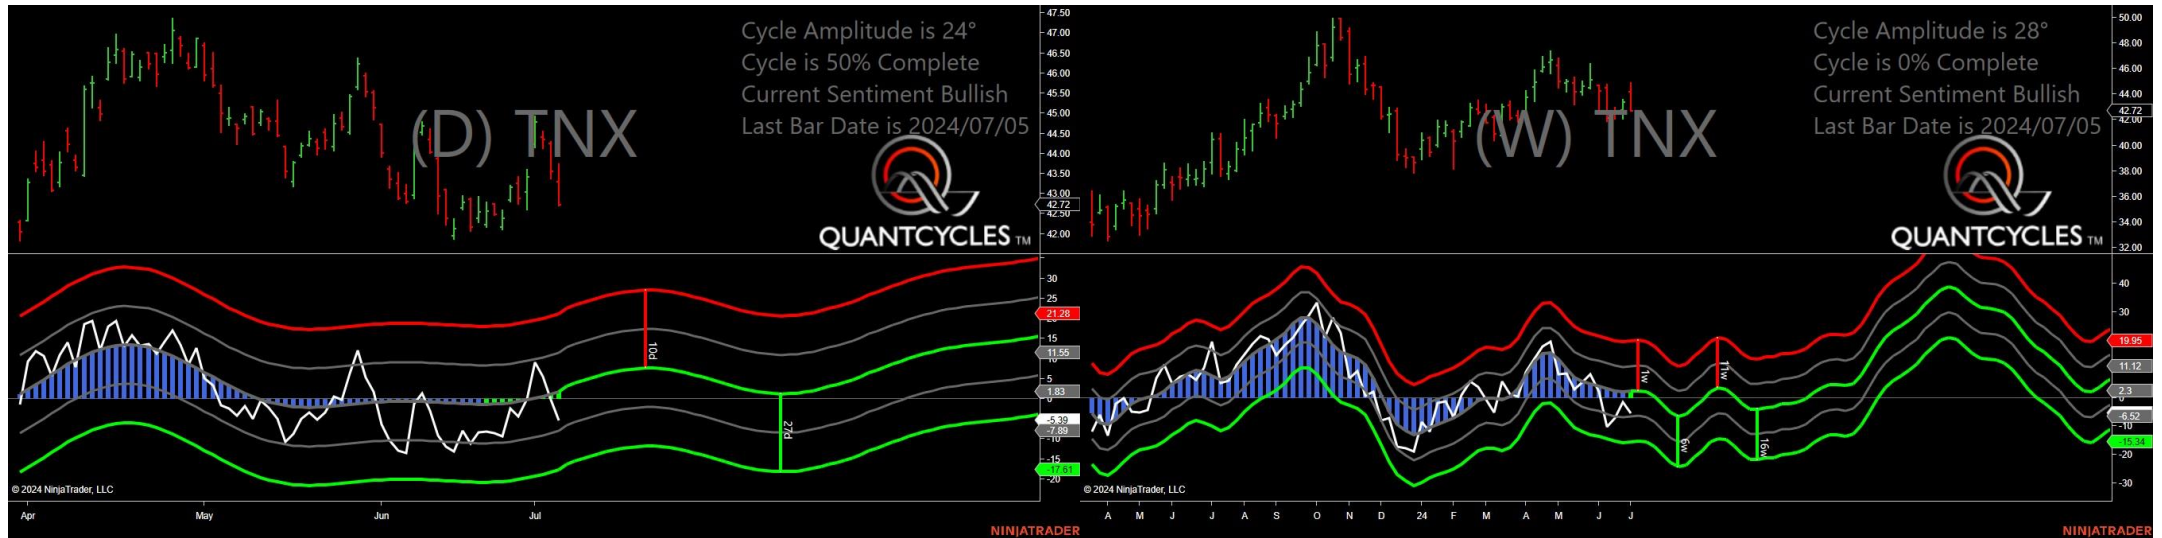 Cycle Amplitude is 24°
Cycle is 50% Complete
Current Sentiment Bullish
Last Bar Date is 2024/07/05
(D) TNX
QUANTCYCLES TM
47.50
47.00
46.50
46.00
45.50
45.00
44.50
44.00
43.50
43.00
42.72
42.50
42.00
30
25
21.28
15
11.55
5
1.83
-5.39
-7.89
-10
-15
-17.61
-20
10d
27d
© 2024 NinjaTrader, LLC
Apr May Jun Jul
NINJATRADER
Cycle Amplitude is 28°
Cycle is 0% Complete
Current Sentiment Bullish
Last Bar Date is 2024/07/05
(W) TNX
QUANTCYCLES TM
50.00
48.00
46.00
44.00
42.72
42.00
40.00
38.00
36.00
34.00
32.00
40
30
19.95
11.12
2.3
0
-6.52
-10
-15.34
-20
-30
1w
11w
6w
16w
© 2024 NinjaTrader, LLC
A M J J A S O N D 24 F M A M J J
NINJATRADER